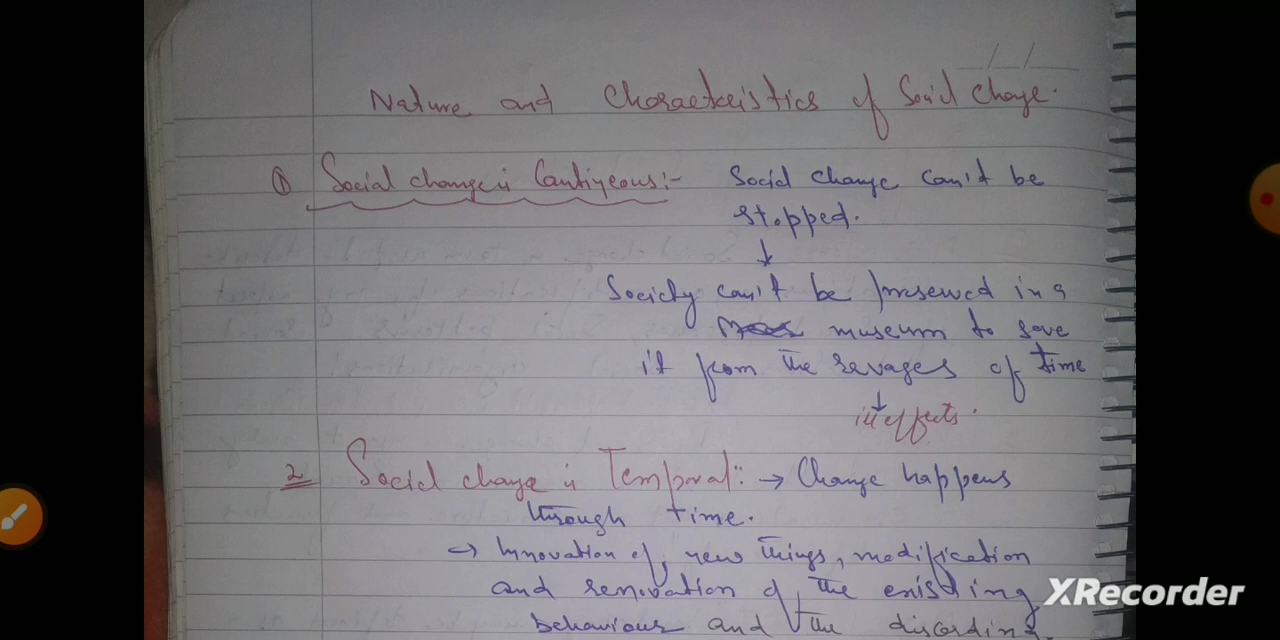 Nature and Characteristics of Social Change.
① Social change is Contineous:- Social change can't be
stopped.
↓
Society can't be preserved in a
museum to save
it from the ravages of time
↓
ill effects.
2 Social change is Temporal:- → Change happens
through time.
→ Innovation of new things, modification
and renovation of the existing
behaviour and the discarding
XRecorder